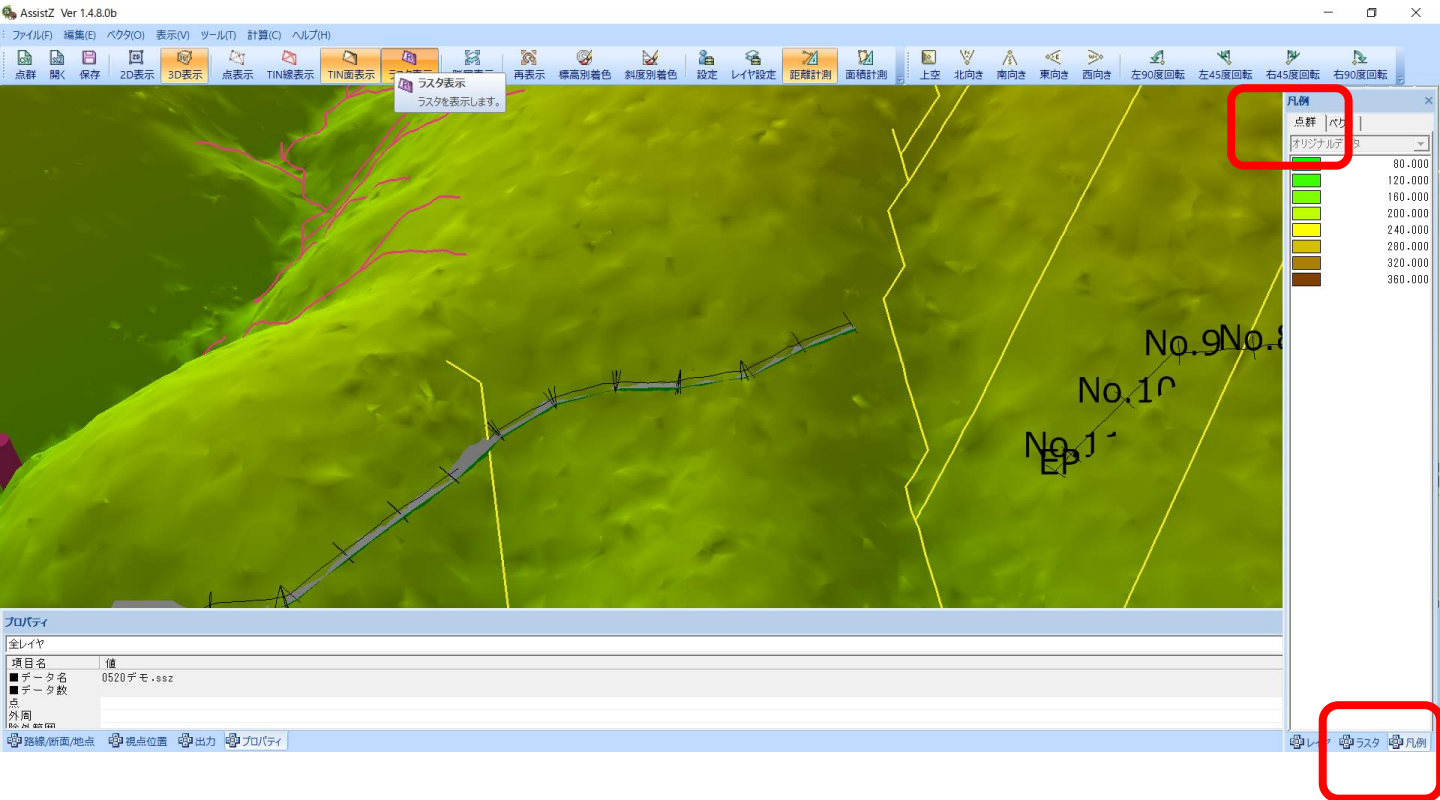 AssistZ Ver 1.4.8.0b
ファイル(F) 編集(E) ベクタ(O) 表示(V) ツール(T) 計算(C) ヘルプ(H)
点群 開く 保存 2D表示 3D表示 点表示 TIN線表示 TIN面表示 再表示 標高別着色 斜度別着色 設定 レイヤ設定 距離計測 面積計測 上空 北向き 南向き 東向き 西向き 左90度回転 左45度回転 右45度回転 右90度回転
ラスタ表示
ラスタを表示します。
凡例
点群
オリジナルデ
80.000
120.000
160.000
200.000
240.000
280.000
320.000
360.000
No.9 No.8
No.10
No.11
EP
プロパティ
全レイヤ
項目名 値
■データ名 0520デモ.ssz
■データ数
点
外周
除外範囲
路線/断面/地点 視点位置 出力 プロパティ
ラスタ 凡例